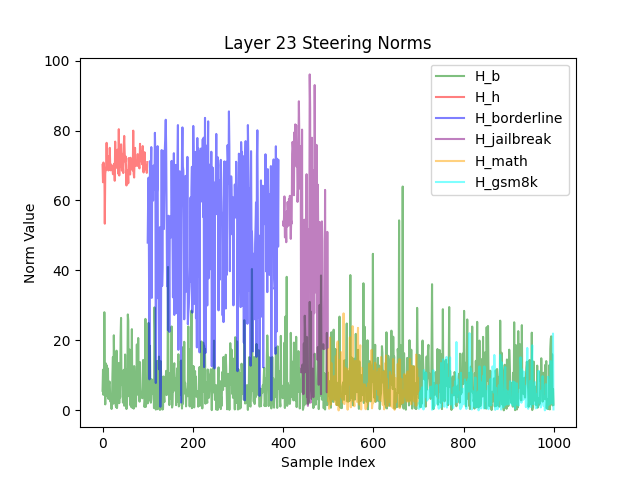 Layer 23 Steering Norms
100
80
60
40
20
0
Norm Value
H_b
H_h
H_borderline
H_jailbreak
H_math
H_gsm8k
0 200 400 600 800 1000
Sample Index